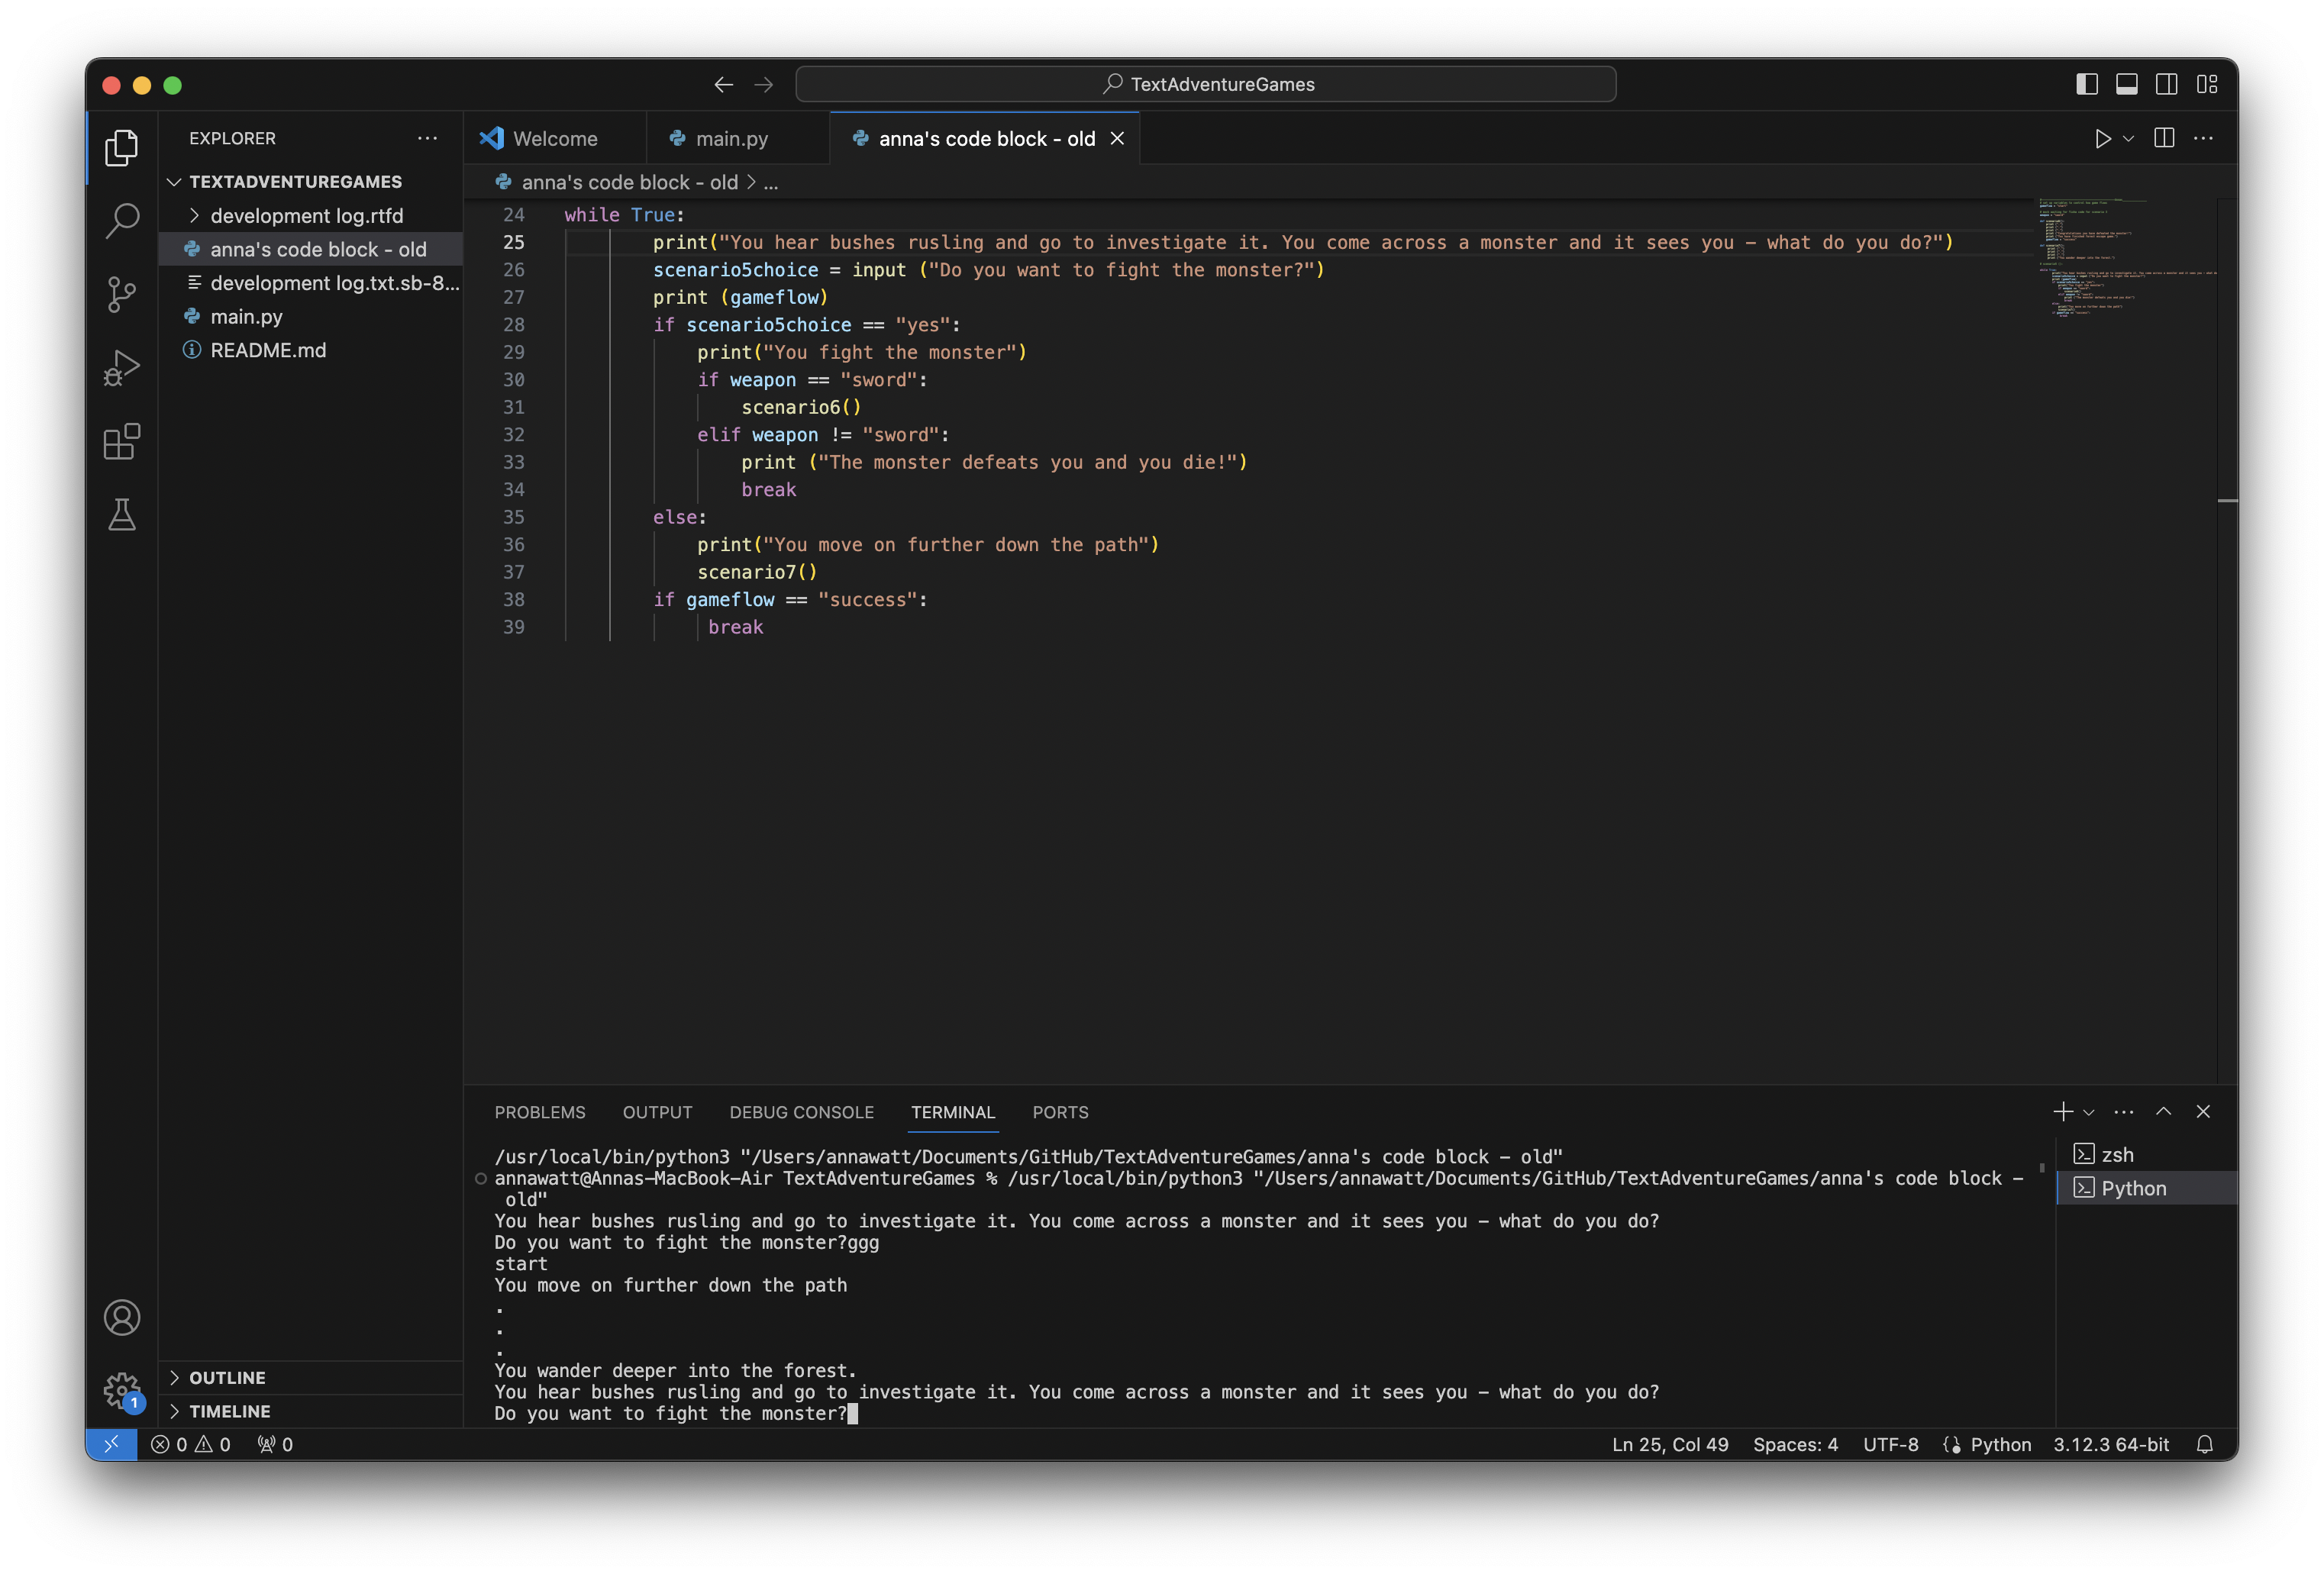 TextAdventureGames
EXPLORER
TEXTADVENTUREGAMES
development log.rtfd
anna's code block - old
development log.txt.sb-8...
main.py
README.md
OUTLINE
TIMELINE
Welcome
main.py
anna's code block - old
anna's code block - old > ...
24 while True:
25 print("You hear bushes rusling and go to investigate it. You come across a monster and it sees you – what do you do?")
26 scenario5choice = input ("Do you want to fight the monster?")
27 print (gameflow)
28 if scenario5choice == "yes":
29 print("You fight the monster")
30 if weapon == "sword":
31 scenario6()
32 elif weapon != "sword":
33 print ("The monster defeats you and you die!")
34 break
35 else:
36 print("You move on further down the path")
37 scenario7()
38 if gameflow == "success":
39 break
PROBLEMS OUTPUT DEBUG CONSOLE TERMINAL PORTS
/usr/local/bin/python3 "/Users/annawatt/Documents/GitHub/TextAdventureGames/anna's code block – old"
annawatt@Annas-MacBook-Air TextAdventureGames % /usr/local/bin/python3 "/Users/annawatt/Documents/GitHub/TextAdventureGames/anna's code block –
old"
You hear bushes rusling and go to investigate it. You come across a monster and it sees you – what do you do?
Do you want to fight the monster?ggg
start
You move on further down the path
.
.
.
You wander deeper into the forest.
You hear bushes rusling and go to investigate it. You come across a monster and it sees you – what do you do?
Do you want to fight the monster?
zsh
Python
1
0 0 0
Ln 25, Col 49 Spaces: 4 UTF-8 Python 3.12.3 64-bit